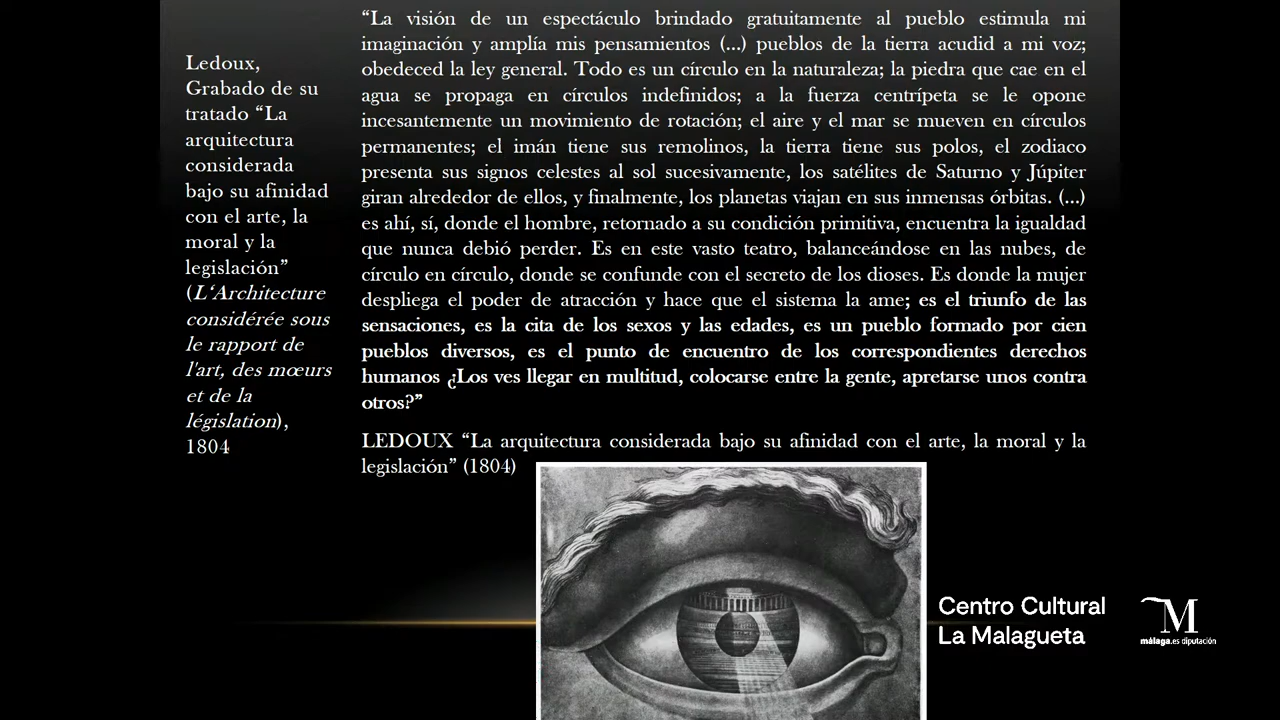 Ledoux,
Grabado de su
tratado “La
arquitectura
considerada
bajo su afinidad
con el arte, la
moral y la
legislación”
(L‘Architecture
considérée sous
le rapport de
l'art, des mœurs
et de la
législation),
1804
“La visión de un espectáculo brindado gratuitamente al pueblo estimula mi
imaginación y amplía mis pensamientos (...) pueblos de la tierra acudid a mi voz;
obedeced la ley general. Todo es un círculo en la naturaleza; la piedra que cae en el
agua se propaga en círculos indefinidos; a la fuerza centrípeta se le opone
incesantemente un movimiento de rotación; el aire y el mar se mueven en círculos
permanentes; el imán tiene sus remolinos, la tierra tiene sus polos, el zodiaco
presenta sus signos celestes al sol sucesivamente, los satélites de Saturno y Júpiter
giran alrededor de ellos, y finalmente, los planetas viajan en sus inmensas órbitas. (...)
es ahí, sí, donde el hombre, retornado a su condición primitiva, encuentra la igualdad
que nunca debió perder. Es en este vasto teatro, balanceándose en las nubes, de
círculo en círculo, donde se confunde con el secreto de los dioses. Es donde la mujer
despliega el poder de atracción y hace que el sistema la ame; es el triunfo de las
sensaciones, es la cita de los sexos y las edades, es un pueblo formado por cien
pueblos diversos, es el punto de encuentro de los correspondientes derechos
humanos ¿Los ves llegar en multitud, colocarse entre la gente, apretarse unos contra
otros?”
LEDOUX “La arquitectura considerada bajo su afinidad con el arte, la moral y la
legislación” (1804)
Centro Cultural
La Malagueta
M
málaga.es diputación